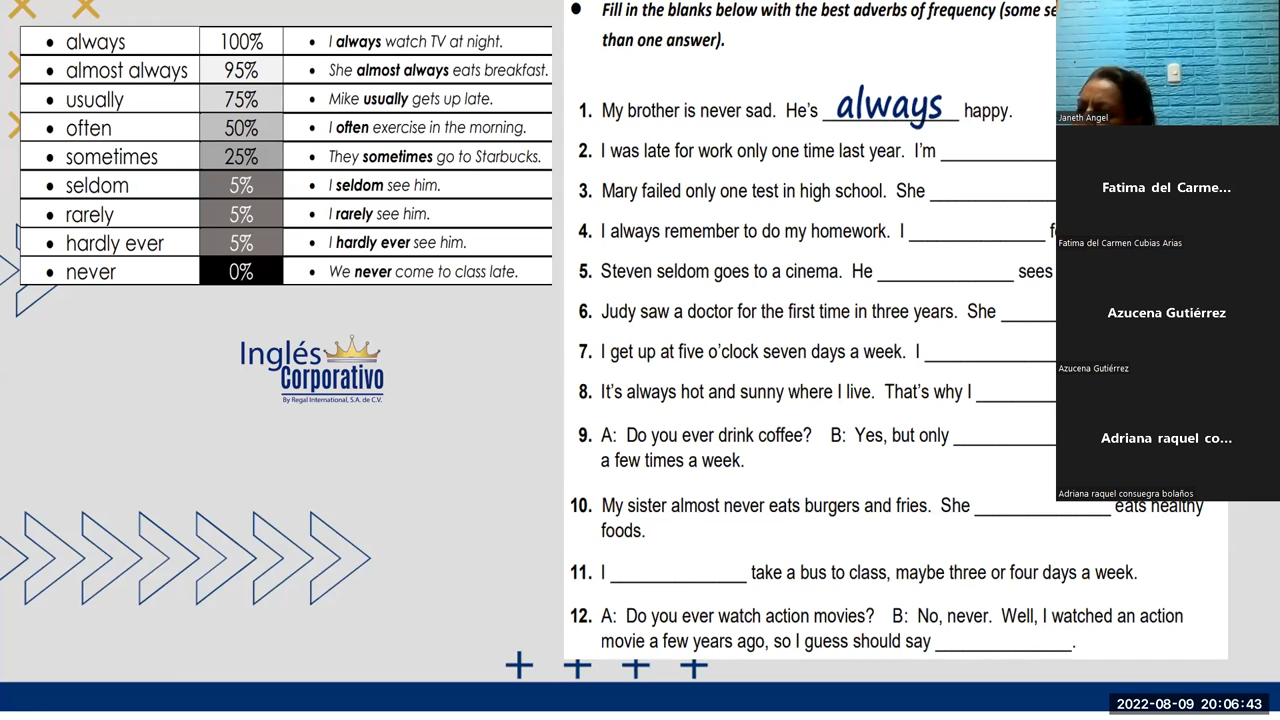 always 100% I always watch TV at night.
almost always 95% She almost always eats breakfast.
usually 75% Mike usually gets up late.
often 50% I often exercise in the morning.
sometimes 25% They sometimes go to Starbucks.
seldom 5% I seldom see him.
rarely 5% I rarely see him.
hardly ever 5% I hardly ever see him.
never 0% We never come to class late.
Inglés
Corporativo
By Regal International, S.A. de C.V.
Fill in the blanks below with the best adverbs of frequency (some se
than one answer).
1. My brother is never sad. He's always happy.
2. I was late for work only one time last year. I'm ____________
3. Mary failed only one test in high school. She ____________
4. I always remember to do my homework. I ____________ f
5. Steven seldom goes to a cinema. He ____________ sees
6. Judy saw a doctor for the first time in three years. She ______
7. I get up at five o'clock seven days a week. I ____________
8. It's always hot and sunny where I live. That's why I ________
9. A: Do you ever drink coffee? B: Yes, but only __________
a few times a week.
10. My sister almost never eats burgers and fries. She ____________ eats healthy
foods.
11. I ____________ take a bus to class, maybe three or four days a week.
12. A: Do you ever watch action movies? B: No, never. Well, I watched an action
movie a few years ago, so I guess should say ____________.
Janeth Angel
Fatima del Carme...
Fatima del Carmen Cubias Arias
Azucena Gutiérrez
Azucena Gutiérrez
Adriana raquel co...
Adriana raquel consuegra bolaños
2022-08-09 20:06:43